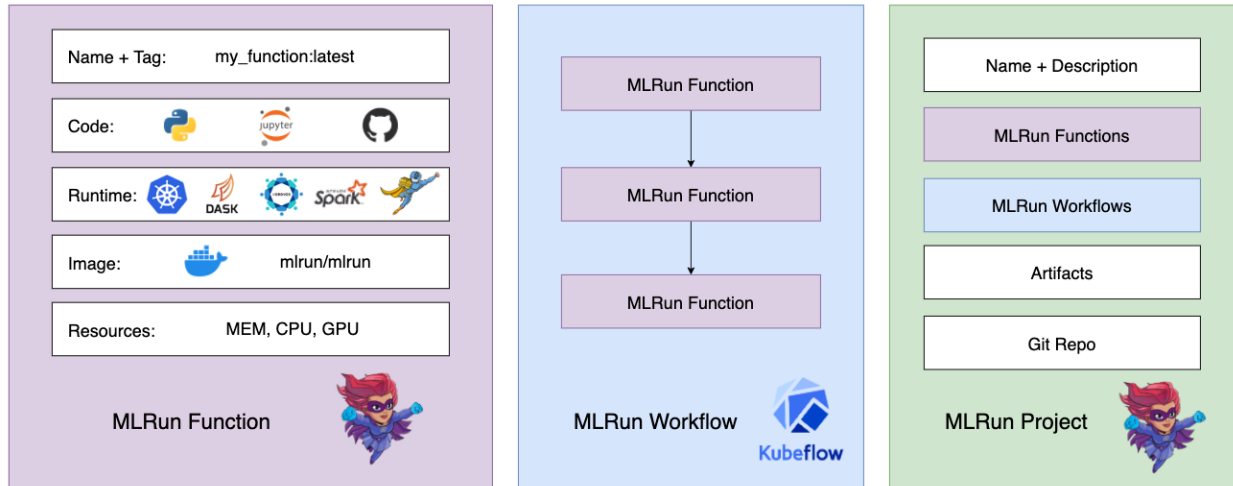 Name + Tag: my_function:latest
Code:
jupyter
Runtime:
DASK
Spark
Image: mlrun/mlrun
Resources: MEM, CPU, GPU
MLRun Function
MLRun Function
MLRun Function
MLRun Function
MLRun Workflow
Kubeflow
Name + Description
MLRun Functions
MLRun Workflows
Artifacts
Git Repo
MLRun Project